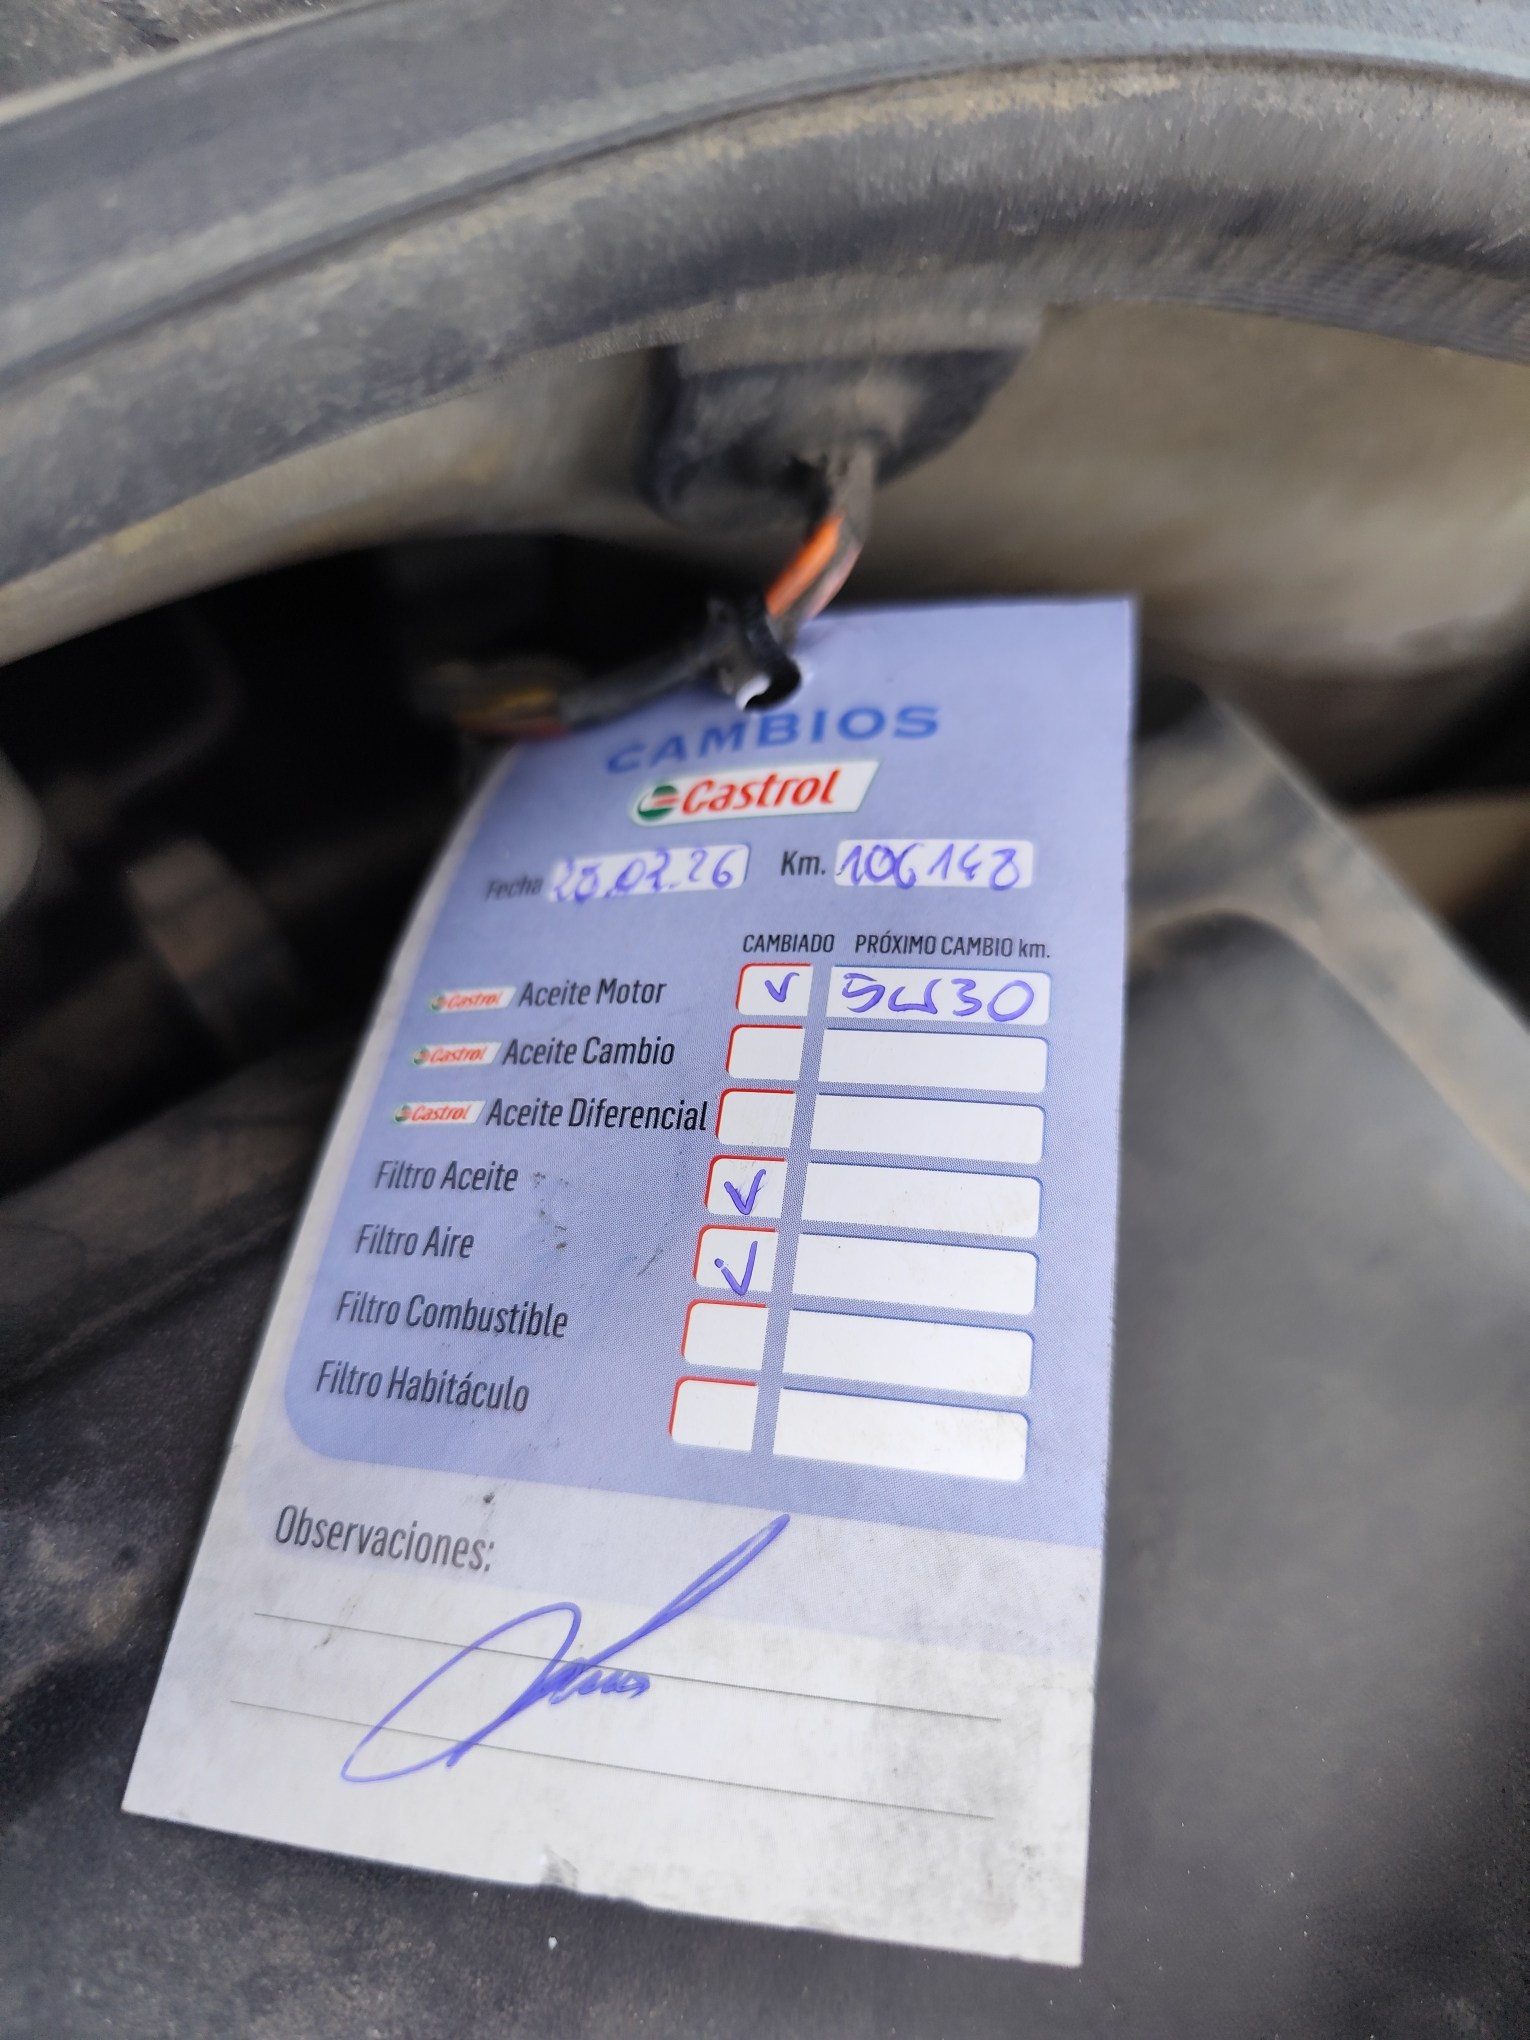 CAMBIOS
Castrol
Fecha 25.02.26 Km. 106148
CAMBIADO PRÓXIMO CAMBIO km.
Castrol Aceite Motor ✓ 5W30
Castrol Aceite Cambio
Castrol Aceite Diferencial
Filtro Aceite ✓
Filtro Aire ✓
Filtro Combustible
Filtro Habitáculo
Observaciones: